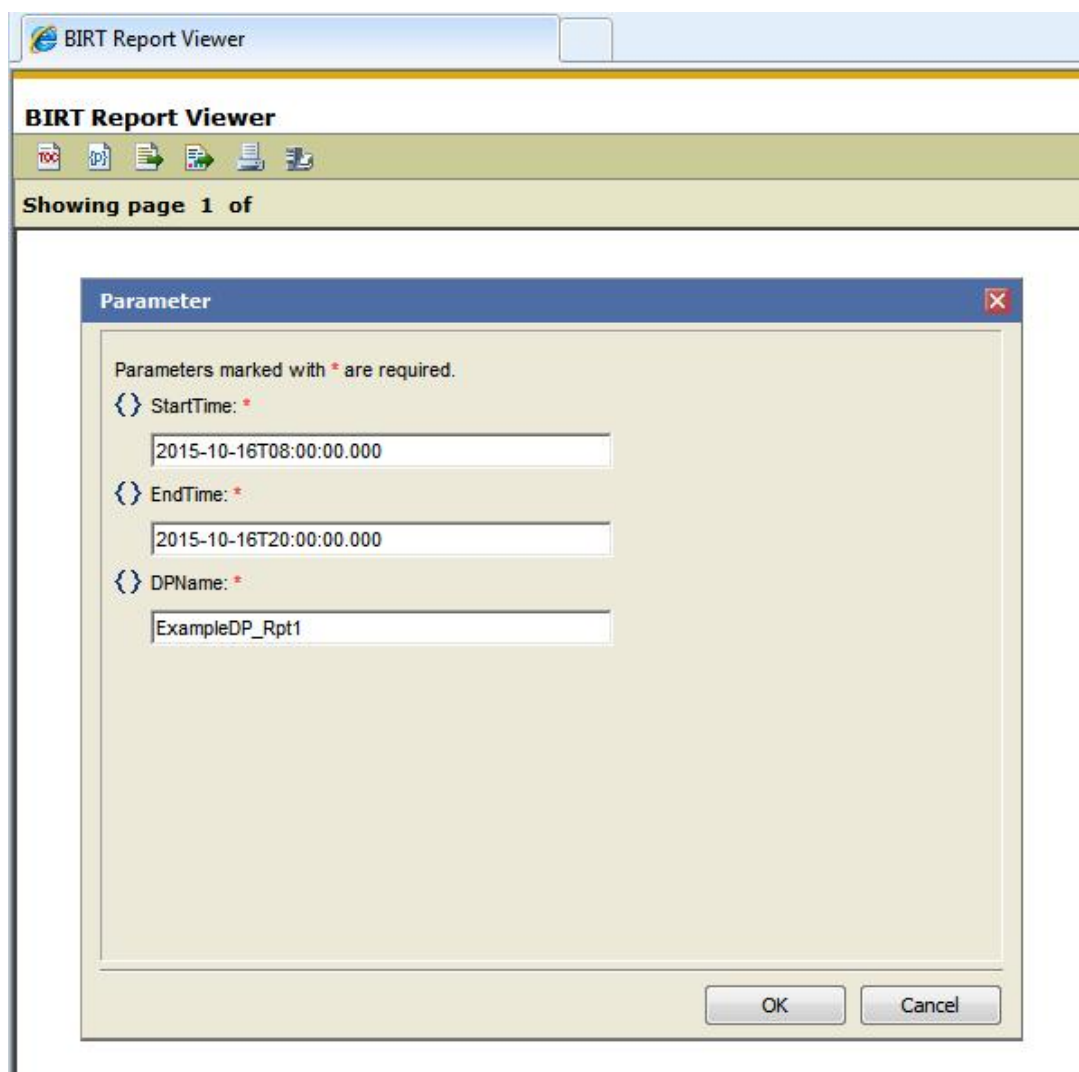 BIRT Report Viewer
BIRT Report Viewer
TOC {p}
Showing page 1 of
Parameter
Parameters marked with * are required.
{} StartTime: *
2015-10-16T08:00:00.000
{} EndTime: *
2015-10-16T20:00:00.000
{} DPName: *
ExampleDP_Rpt1
OK Cancel